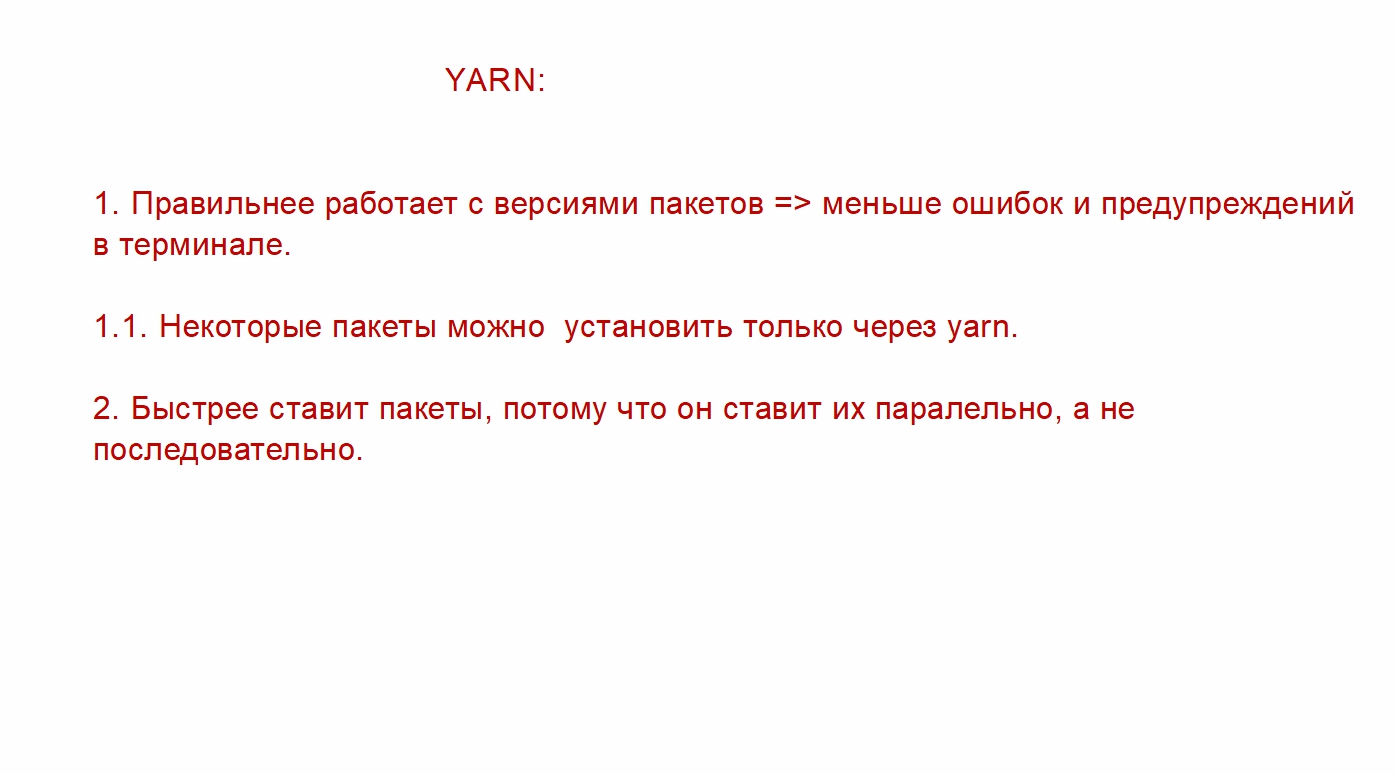 YARN:
1. Правильнее работает с версиями пакетов => меньше ошибок и предупреждений
в терминале.
1.1. Некоторые пакеты можно  установить только через yarn.
2. Быстрее ставит пакеты, потому что он ставит их паралельно, а не
последовательно.